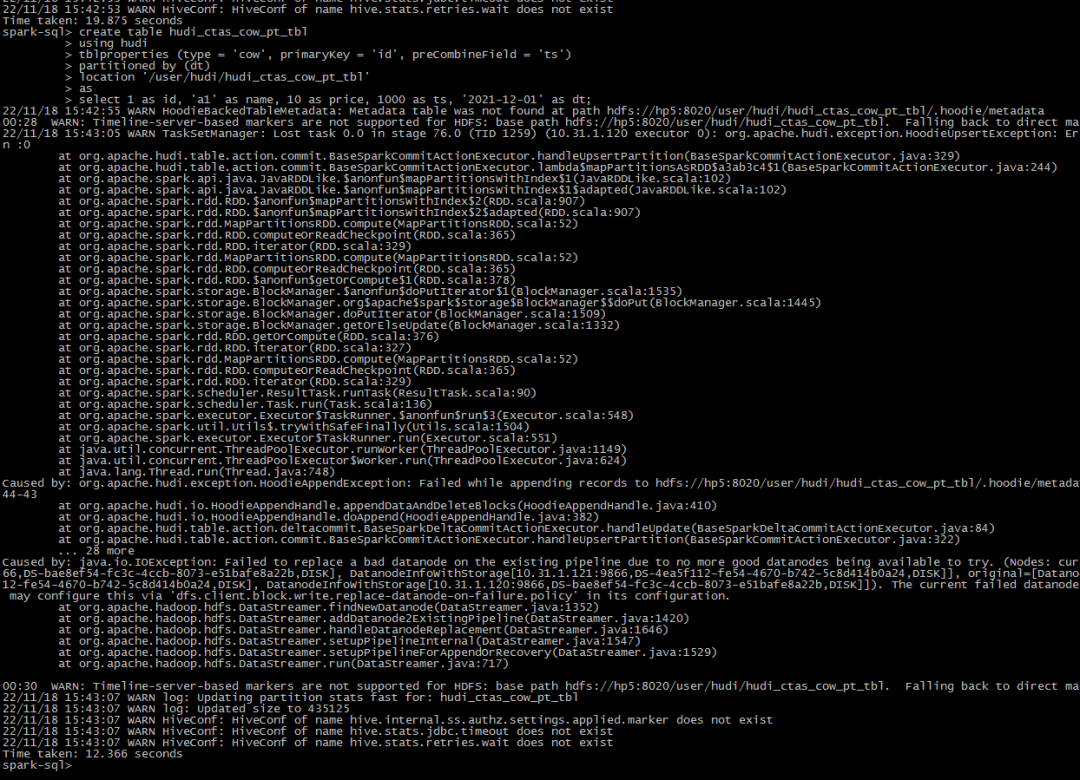 22/11/18 15:42:53 WARN HiveConf: HiveConf of name hive.stats.jdbc.timeout does not exist
22/11/18 15:42:53 WARN HiveConf: HiveConf of name hive.stats.retries.wait does not exist
Time taken: 19.875 seconds
spark-sql> create table hudi_ctas_cow_pt_tbl
         > using hudi
         > tblproperties (type = 'cow', primaryKey = 'id', preCombineField = 'ts')
         > partitioned by (dt)
         > location '/user/hudi/hudi_ctas_cow_pt_tbl'
         > as
         > select 1 as id, 'a1' as name, 10 as price, 1000 as ts, '2021-12-01' as dt;
22/11/18 15:42:55 WARN HoodieBackedTableMetadata: Metadata table was not found at path hdfs://hp5:8020/user/hudi/hudi_ctas_cow_pt_tbl/.hoodie/metadata
00:28  WARN: Timeline-server-based markers are not supported for HDFS: base path hdfs://hp5:8020/user/hudi/hudi_ctas_cow_pt_tbl.  Falling back to direct ma
22/11/18 15:43:05 WARN TaskSetManager: Lost task 0.0 in stage 76.0 (TID 1259) (10.31.1.120 executor 0): org.apache.hudi.exception.HoodieUpsertException: Er
n :0
        at org.apache.hudi.table.action.commit.BaseSparkCommitActionExecutor.handleUpsertPartition(BaseSparkCommitActionExecutor.java:329)
        at org.apache.hudi.table.action.commit.BaseSparkCommitActionExecutor.lambda$mapPartitionsAsRDD$a3ab3c4$1(BaseSparkCommitActionExecutor.java:244)
        at org.apache.spark.api.java.JavaRDDLike.$anonfun$mapPartitionsWithIndex$1(JavaRDDLike.scala:102)
        at org.apache.spark.api.java.JavaRDDLike.$anonfun$mapPartitionsWithIndex$1$adapted(JavaRDDLike.scala:102)
        at org.apache.spark.rdd.RDD.$anonfun$mapPartitionsWithIndex$2(RDD.scala:907)
        at org.apache.spark.rdd.RDD.$anonfun$mapPartitionsWithIndex$2$adapted(RDD.scala:907)
        at org.apache.spark.rdd.MapPartitionsRDD.compute(MapPartitionsRDD.scala:52)
        at org.apache.spark.rdd.RDD.computeOrReadCheckpoint(RDD.scala:365)
        at org.apache.spark.rdd.RDD.iterator(RDD.scala:329)
        at org.apache.spark.rdd.MapPartitionsRDD.compute(MapPartitionsRDD.scala:52)
        at org.apache.spark.rdd.RDD.computeOrReadCheckpoint(RDD.scala:365)
        at org.apache.spark.rdd.RDD.$anonfun$getOrCompute$1(RDD.scala:378)
        at org.apache.spark.storage.BlockManager.$anonfun$doPutIterator$1(BlockManager.scala:1535)
        at org.apache.spark.storage.BlockManager.org$apache$spark$storage$BlockManager$$doPut(BlockManager.scala:1445)
        at org.apache.spark.storage.BlockManager.doPutIterator(BlockManager.scala:1509)
        at org.apache.spark.storage.BlockManager.getOrElseUpdate(BlockManager.scala:1332)
        at org.apache.spark.rdd.RDD.getOrCompute(RDD.scala:376)
        at org.apache.spark.rdd.RDD.iterator(RDD.scala:327)
        at org.apache.spark.rdd.MapPartitionsRDD.compute(MapPartitionsRDD.scala:52)
        at org.apache.spark.rdd.RDD.computeOrReadCheckpoint(RDD.scala:365)
        at org.apache.spark.rdd.RDD.iterator(RDD.scala:329)
        at org.apache.spark.scheduler.ResultTask.runTask(ResultTask.scala:90)
        at org.apache.spark.scheduler.Task.run(Task.scala:136)
        at org.apache.spark.executor.Executor$TaskRunner.$anonfun$run$3(Executor.scala:548)
        at org.apache.spark.util.Utils$.tryWithSafeFinally(Utils.scala:1504)
        at org.apache.spark.executor.Executor$TaskRunner.run(Executor.scala:551)
        at java.util.concurrent.ThreadPoolExecutor.runWorker(ThreadPoolExecutor.java:1149)
        at java.util.concurrent.ThreadPoolExecutor$Worker.run(ThreadPoolExecutor.java:624)
        at java.lang.Thread.run(Thread.java:748)
Caused by: org.apache.hudi.exception.HoodieAppendException: Failed while appending records to hdfs://hp5:8020/user/hudi/hudi_ctas_cow_pt_tbl/.hoodie/metada
44-43
        at org.apache.hudi.io.HoodieAppendHandle.appendDataAndDeleteBlocks(HoodieAppendHandle.java:410)
        at org.apache.hudi.io.HoodieAppendHandle.doAppend(HoodieAppendHandle.java:382)
        at org.apache.hudi.table.action.deltacommit.BaseSparkDeltaCommitActionExecutor.handleUpdate(BaseSparkDeltaCommitActionExecutor.java:84)
        at org.apache.hudi.table.action.commit.BaseSparkCommitActionExecutor.handleUpsertPartition(BaseSparkCommitActionExecutor.java:322)
        ... 28 more
Caused by: java.io.IOException: Failed to replace a bad datanode on the existing pipeline due to no more good datanodes being available to try. (Nodes: cur
66,DS-bae8ef54-fc3c-4ccb-8073-e51bafe8a22b,DISK], DatanodeInfoWithStorage[10.31.1.121:9866,DS-4ea5f112-fe54-4670-b742-5c8d414b0a24,DISK]], original=[Datano
12-fe54-4670-b742-5c8d414b0a24,DISK], DatanodeInfoWithStorage[10.31.1.120:9866,DS-bae8ef54-fc3c-4ccb-8073-e51bafe8a22b,DISK]]). The current failed datanode
 may configure this via 'dfs.client.block.write.replace-datanode-on-failure.policy' in its configuration.
        at org.apache.hadoop.hdfs.DataStreamer.findNewDatanode(DataStreamer.java:1352)
        at org.apache.hadoop.hdfs.DataStreamer.addDatanode2ExistingPipeline(DataStreamer.java:1420)
        at org.apache.hadoop.hdfs.DataStreamer.handleDatanodeReplacement(DataStreamer.java:1646)
        at org.apache.hadoop.hdfs.DataStreamer.setupPipelineInternal(DataStreamer.java:1547)
        at org.apache.hadoop.hdfs.DataStreamer.setupPipelineForAppendOrRecovery(DataStreamer.java:1529)
        at org.apache.hadoop.hdfs.DataStreamer.run(DataStreamer.java:717)
00:30  WARN: Timeline-server-based markers are not supported for HDFS: base path hdfs://hp5:8020/user/hudi/hudi_ctas_cow_pt_tbl.  Falling back to direct ma
22/11/18 15:43:07 WARN log: Updating partition stats fast for: hudi_ctas_cow_pt_tbl
22/11/18 15:43:07 WARN log: Updated size to 435125
22/11/18 15:43:07 WARN HiveConf: HiveConf of name hive.internal.ss.authz.settings.applied.marker does not exist
22/11/18 15:43:07 WARN HiveConf: HiveConf of name hive.stats.jdbc.timeout does not exist
22/11/18 15:43:07 WARN HiveConf: HiveConf of name hive.stats.retries.wait does not exist
Time taken: 12.366 seconds
spark-sql>